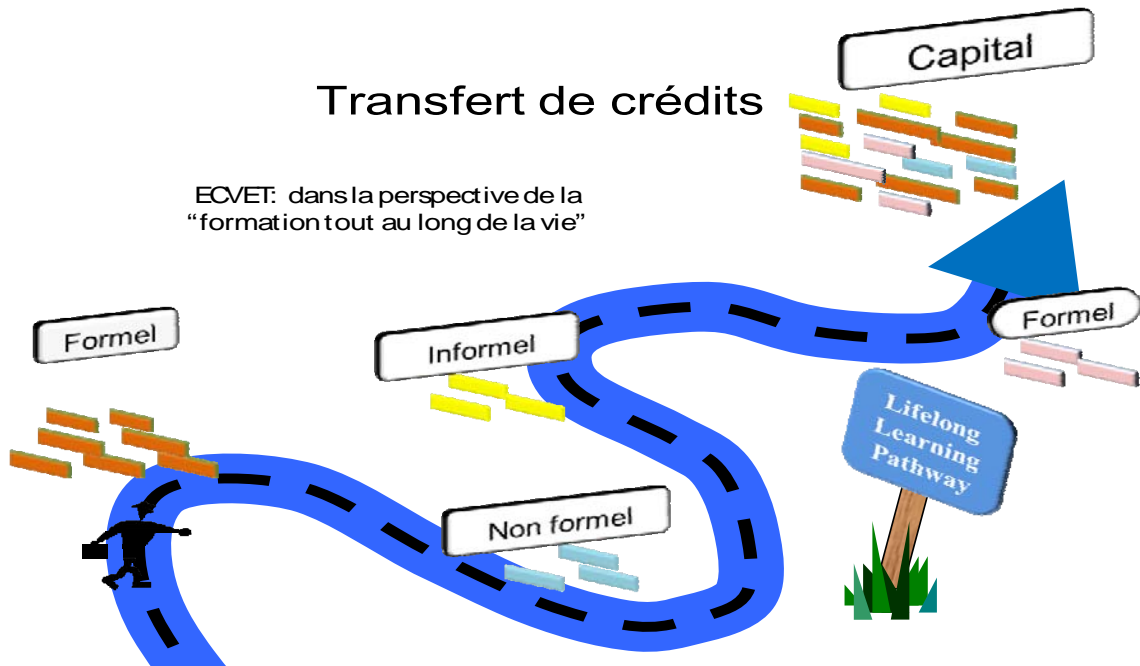 Capital
Transfert de crédits
ECVET: dans la perspective de la
“formation tout au long de la vie”
Formel
Informel
Formel
Non formel
Lifelong
Learning
Pathway